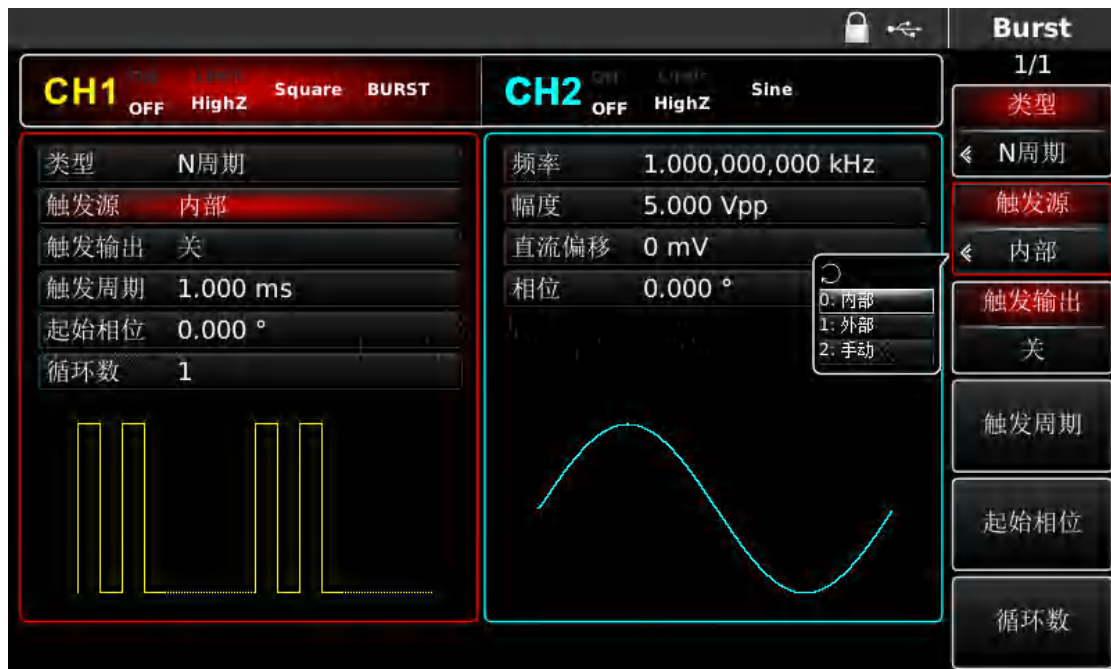 Burst
1/1
CH1 OFF HighZ Square BURST
CH2 OFF HighZ Sine
类型 N周期
触发源 内部
触发输出 关
触发周期 1.000 ms
起始相位 0.000 °
循环数 1
频率 1.000,000,000 kHz
幅度 5.000 Vpp
直流偏移 0 mV
相位 0.000 °
0: 内部
1: 外部
2: 手动
类型
N周期
触发源
内部
触发输出
关
触发周期
起始相位
循环数